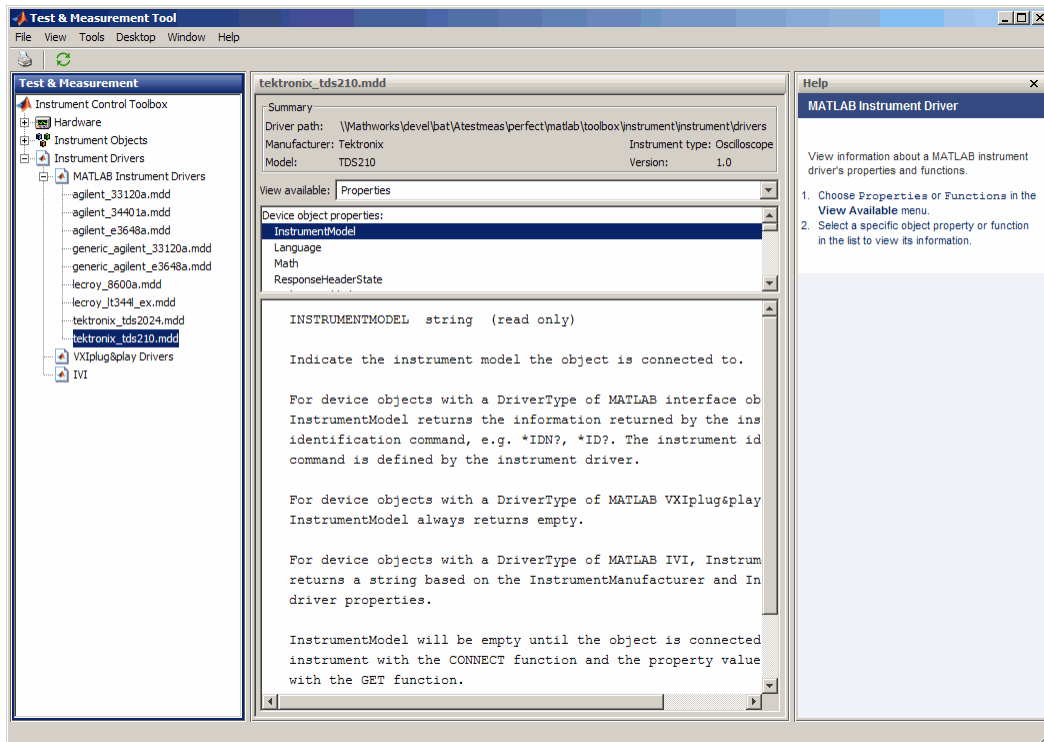 Test & Measurement Tool
File View Tools Desktop Window Help
Test & Measurement
Instrument Control Toolbox
Hardware
Instrument Objects
Instrument Drivers
MATLAB Instrument Drivers
agilent_33120a.mdd
agilent_34401a.mdd
agilent_e3648a.mdd
generic_agilent_33120a.mdd
generic_agilent_e3648a.mdd
lecroy_8600a.mdd
lecroy_lt344l_ex.mdd
tektronix_tds2024.mdd
tektronix_tds210.mdd
VXIplug&play Drivers
IVI
tektronix_tds210.mdd
Summary
Driver path: \\Mathworks\devel\bat\Atestmeas\perfect\matlab\toolbox\instrument\instrument\drivers
Manufacturer: Tektronix Instrument type: Oscilloscope
Model: TDS210 Version: 1.0
View available: Properties
Device object properties:
InstrumentModel
Language
Math
ResponseHeaderState
INSTRUMENTMODEL string (read only)
Indicate the instrument model the object is connected to.
For device objects with a DriverType of MATLAB interface ob
InstrumentModel returns the information returned by the ins
identification command, e.g. *IDN?, *ID?. The instrument id
command is defined by the instrument driver.
For device objects with a DriverType of MATLAB VXIplug&play
InstrumentModel always returns empty.
For device objects with a DriverType of MATLAB IVI, Instrum
returns a string based on the InstrumentManufacturer and In
driver properties.
InstrumentModel will be empty until the object is connected
instrument with the CONNECT function and the property value
with the GET function.
Help
MATLAB Instrument Driver
View information about a MATLAB instrument
driver's properties and functions.
1. Choose Properties or Functions in the
View Available menu.
2. Select a specific object property or function
in the list to view its information.